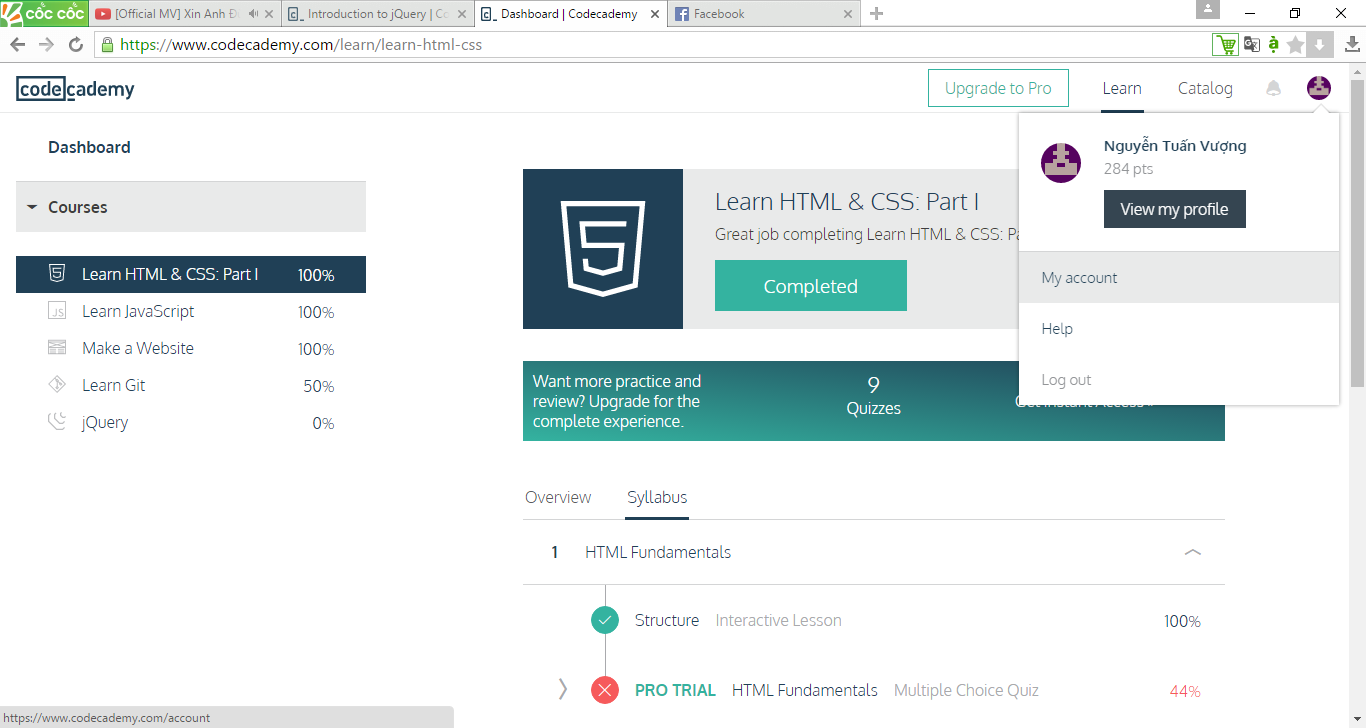 cốc cốc
[Official MV] Xin Anh Đ
Introduction to jQuery | Co
Dashboard | Codecademy
Facebook
https://www.codecademy.com/learn/learn-html-css
codecademy
Upgrade to Pro
Learn
Catalog
Nguyễn Tuấn Vượng
284 pts
View my profile
My account
Help
Log out
Dashboard
Courses
Learn HTML & CSS: Part I 100%
JS Learn JavaScript 100%
Make a Website 100%
Learn Git 50%
jQuery 0%
5
Learn HTML & CSS: Part I
Great job completing Learn HTML & CSS: Pa
Completed
Want more practice and
review? Upgrade for the
complete experience.
9
Quizzes
Get Instant Access
Overview
Syllabus
1 HTML Fundamentals
Structure Interactive Lesson 100%
PRO TRIAL HTML Fundamentals Multiple Choice Quiz 44%
https://www.codecademy.com/account